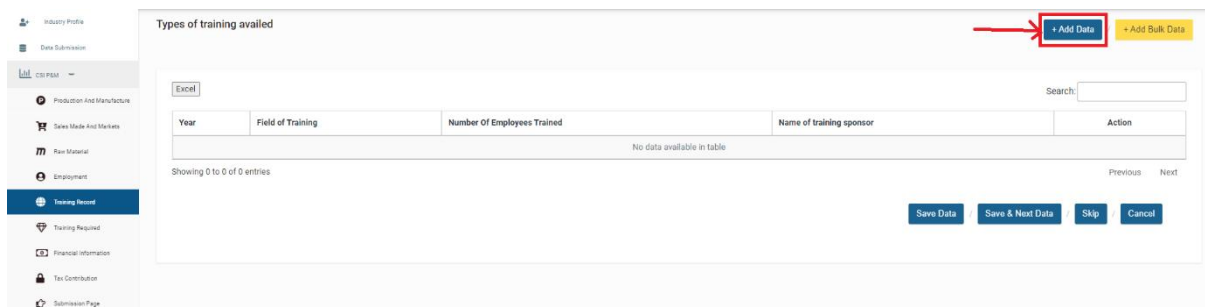 Industry Profile
Data Submission
CSI P&M
Production And Manufacture
Sales Made And Markets
Raw Material
Employment
Training Record
Training Required
Financial Information
Tax Contribution
Submission Page
Types of training availed
+ Add Data / + Add Bulk Data
Excel
Search:
Year Field of Training Number Of Employees Trained Name of training sponsor Action
No data available in table
Showing 0 to 0 of 0 entries
Previous Next
Save Data / Save & Next Data / Skip / Cancel